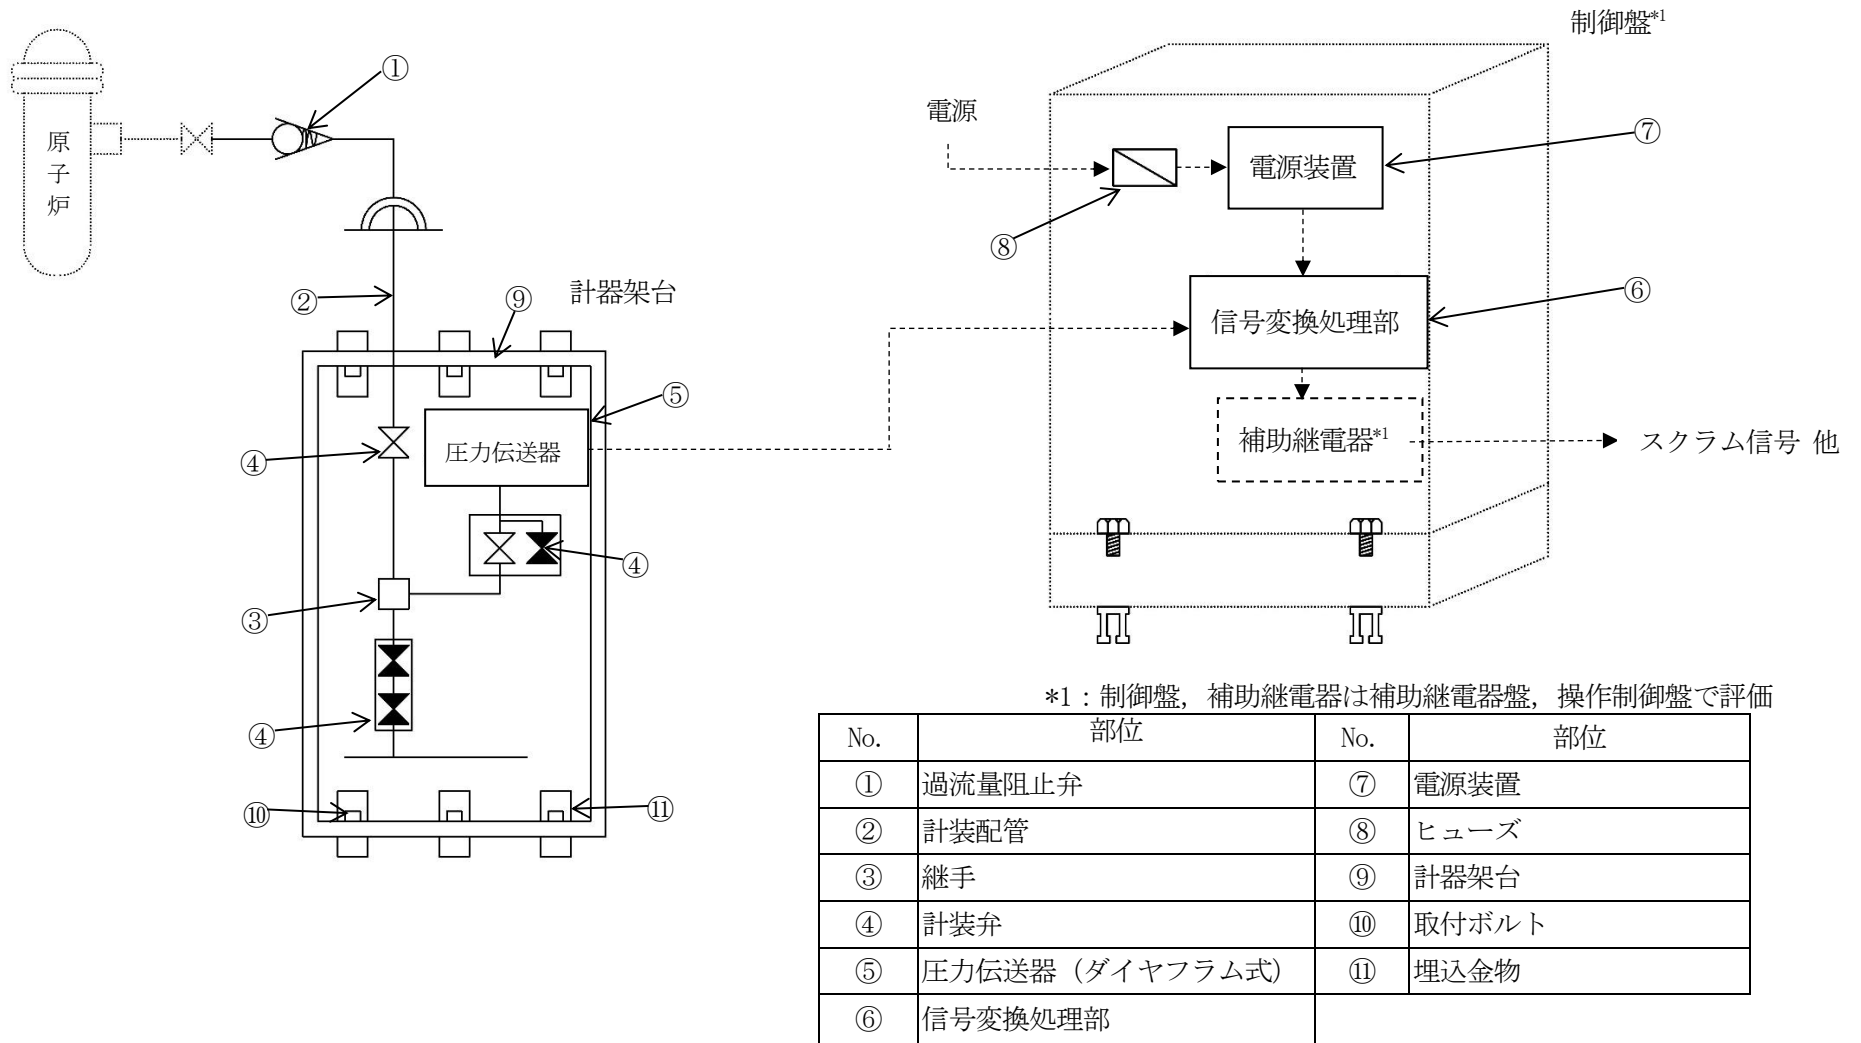 制御盤*1
①
電源
⑦
原
子
炉
電源装置
⑧
②
⑨
計器架台
⑥
信号変換処理部
⑤
④
圧力伝送器
補助継電器*1
スクラム信号 他
④
③
④
⑩
⑪
*1：制御盤，補助継電器は補助継電器盤，操作制御盤で評価
No. 部位 No. 部位
① 過流量阻止弁 ⑦ 電源装置
② 計装配管 ⑧ ヒューズ
③ 継手 ⑨ 計器架台
④ 計装弁 ⑩ 取付ボルト
⑤ 圧力伝送器（ダイヤフラム式） ⑪ 埋込金物
⑥ 信号変換処理部